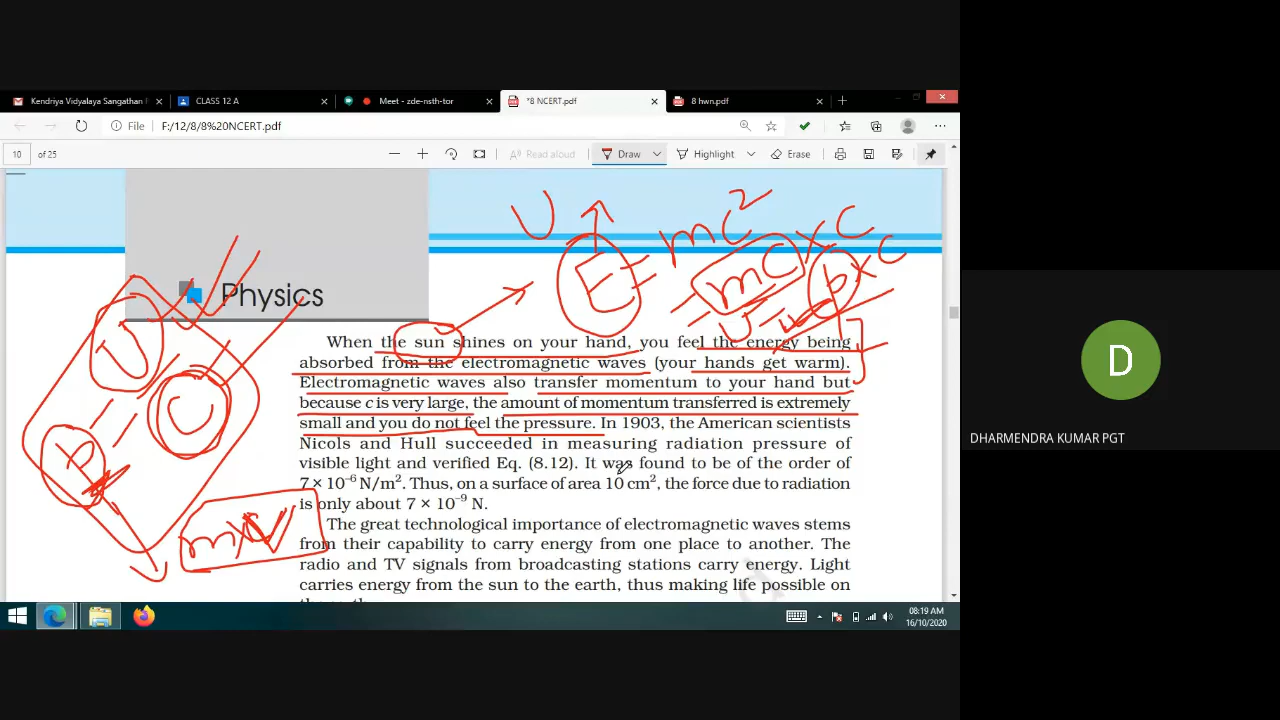 Kendriya Vidyalaya Sangathan
CLASS 12 A
Meet - zde-nsth-tor
*8 NCERT.pdf
8 hwn.pdf
File F:/12/8/8%20NCERT.pdf
10 of 25
Read aloud
Draw
Highlight
Erase
U E = mc²
= mc x c
U = p x c
Physics
When the sun shines on your hand, you feel the energy being
absorbed from the electromagnetic waves (your hands get warm).
Electromagnetic waves also transfer momentum to your hand but
because c is very large, the amount of momentum transferred is extremely
small and you do not feel the pressure. In 1903, the American scientists
Nicols and Hull succeeded in measuring radiation pressure of
visible light and verified Eq. (8.12). It was found to be of the order of
7 × 10⁻⁶ N/m². Thus, on a surface of area 10 cm², the force due to radiation
is only about 7 × 10⁻⁹ N.
The great technological importance of electromagnetic waves stems
from their capability to carry energy from one place to another. The
radio and TV signals from broadcasting stations carry energy. Light
carries energy from the sun to the earth, thus making life possible on
U
C
p
D
DHARMENDRA KUMAR PGT
08:19 AM
16/10/2020